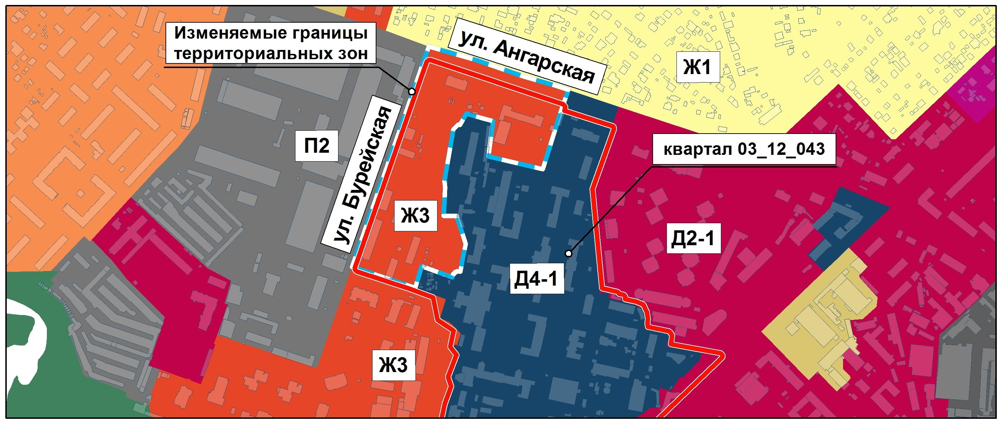 Изменяемые границы
территориальных зон
ул. Ангарская
Ж1
ул. Бурейская
П2
квартал 03_12_043
Ж3
Д2-1
Д4-1
Ж3